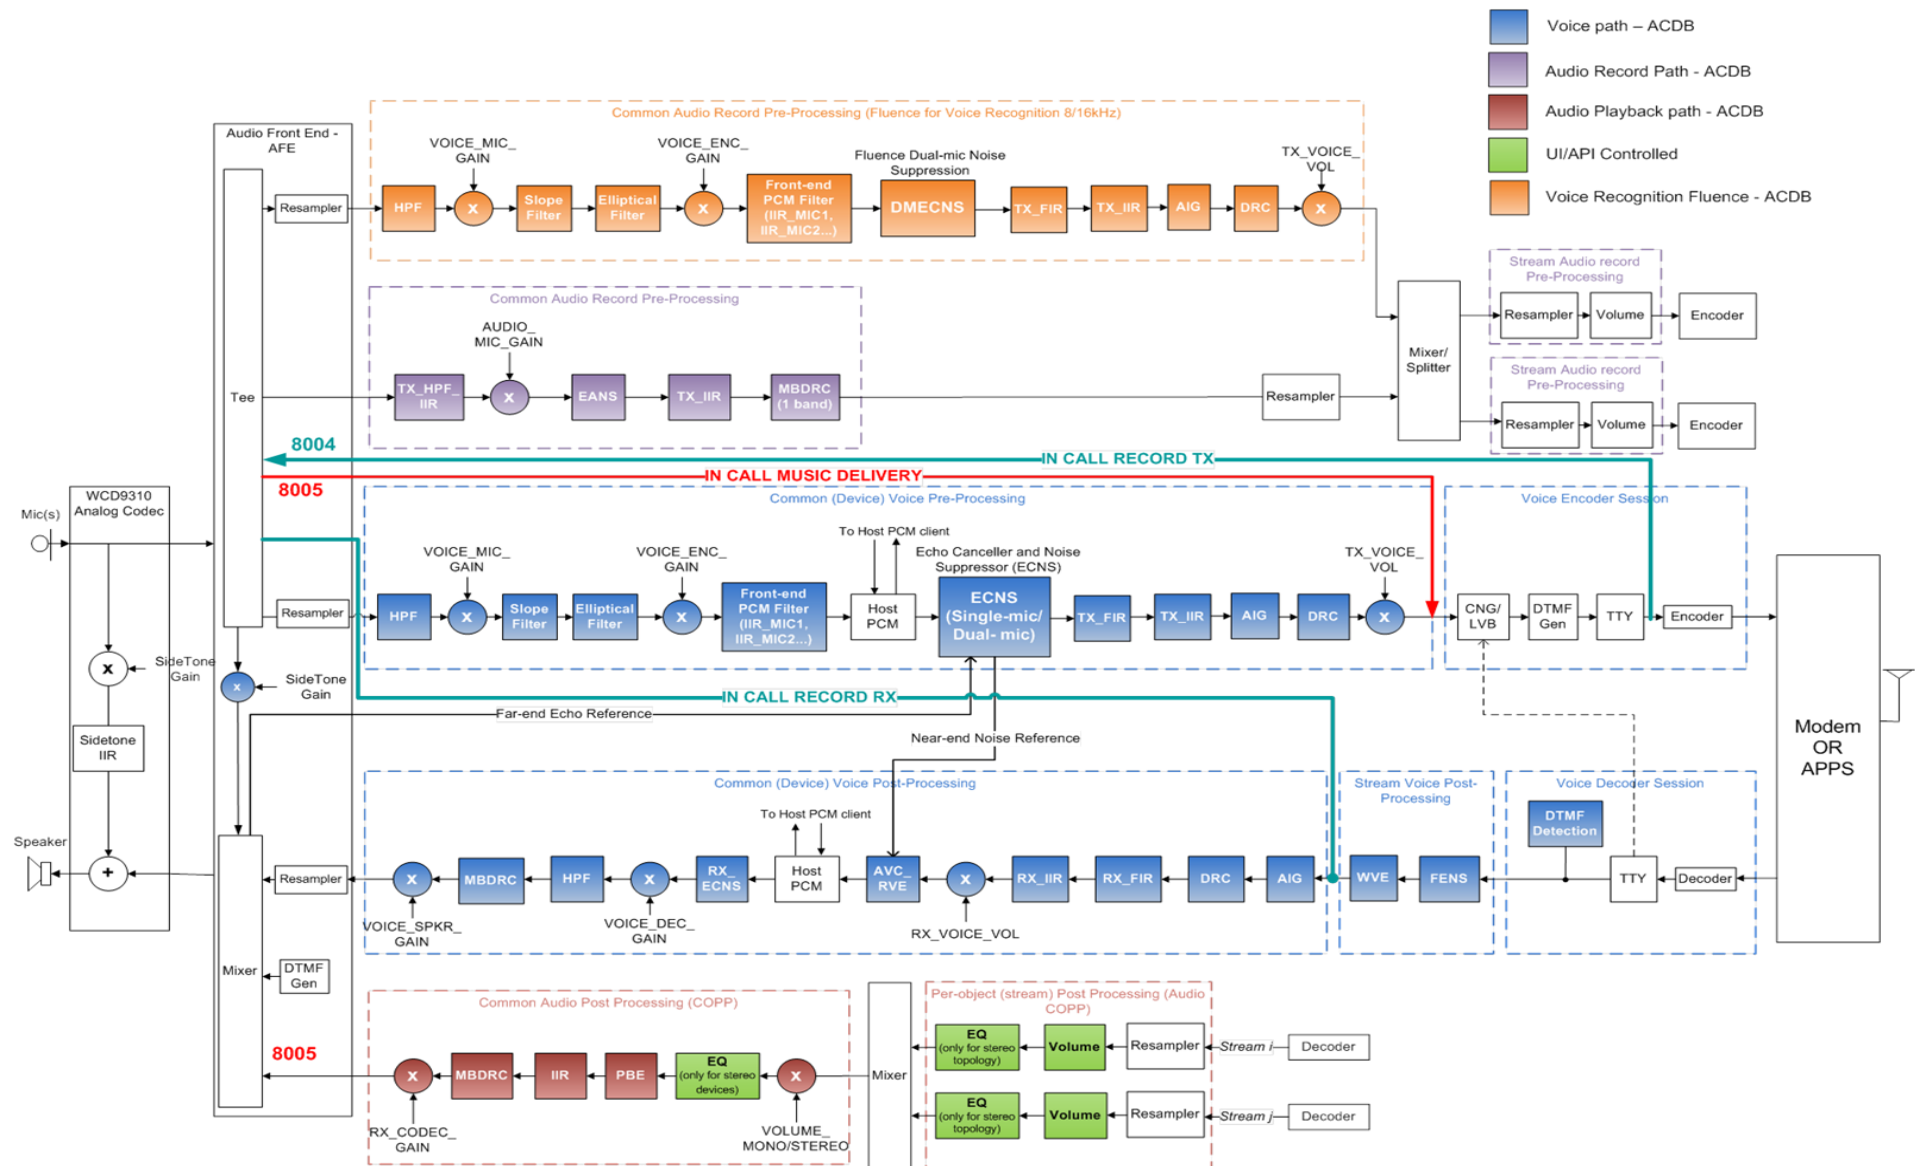 Voice path – ACDB
Audio Record Path - ACDB
Audio Playback path - ACDB
UI/API Controlled
Voice Recognition Fluence - ACDB
Audio Front End -
AFE
Common Audio Record Pre-Processing (Fluence for Voice Recognition 8/16kHz)
VOICE_MIC_
GAIN
VOICE_ENC_
GAIN
Fluence Dual-mic Noise
Suppression
TX_VOICE_
VOL
Resampler
HPF
X
Slope
Filter
Elliptical
Filter
X
Front-end
PCM Filter
(IIR_MIC1,
IIR_MIC2...)
DMECNS
TX_FIR
TX_IIR
AIG
DRC
X
Stream Audio record
Pre-Processing
Resampler
Volume
Encoder
Common Audio Record Pre-Processing
AUDIO_
MIC_GAIN
Tee
TX_HPF_
IIR
X
EANS
TX_IIR
MBDRC
(1 band)
Resampler
Mixer/
Splitter
Stream Audio record
Pre-Processing
Resampler
Volume
Encoder
8004
IN CALL RECORD TX
8005
IN CALL MUSIC DELIVERY
WCD9310
Analog Codec
Mic(s)
Common (Device) Voice Pre-Processing
Voice Encoder Session
VOICE_MIC_
GAIN
VOICE_ENC_
GAIN
To Host PCM client
Echo Canceller and Noise
Suppressor (ECNS)
TX_VOICE_
VOL
Resampler
HPF
X
Slope
Filter
Elliptical
Filter
X
Front-end
PCM Filter
(IIR_MIC1,
IIR_MIC2...)
Host
PCM
ECNS
(Single-mic/
Dual- mic)
TX_FIR
TX_IIR
AIG
DRC
X
CNG/
LVB
DTMF
Gen
TTY
Encoder
X
SideTone
Gain
X
SideTone
Gain
IN CALL RECORD RX
Far-end Echo Reference
Near-end Noise Reference
Sidetone
IIR
Modem
OR
APPS
Common (Device) Voice Post-Processing
Stream Voice Post-
Processing
Voice Decoder Session
To Host PCM client
DTMF
Detection
Speaker
+
Resampler
X
MBDRC
HPF
X
RX_
ECNS
Host
PCM
AVC_
RVE
X
RX_IIR
RX_FIR
DRC
AIG
WVE
FENS
TTY
Decoder
VOICE_SPKR_
GAIN
VOICE_DEC_
GAIN
RX_VOICE_VOL
Mixer
DTMF
Gen
Common Audio Post Processing (COPP)
Per-object (stream) Post Processing (Audio
COPP)
8005
X
MBDRC
IIR
PBE
EQ
(only for stereo
devices)
X
Mixer
EQ
(only for stereo
topology)
Volume
Resampler
Stream i
Decoder
EQ
(only for stereo
topology)
Volume
Resampler
Stream j
Decoder
RX_CODEC_
GAIN
VOLUME_
MONO/STEREO